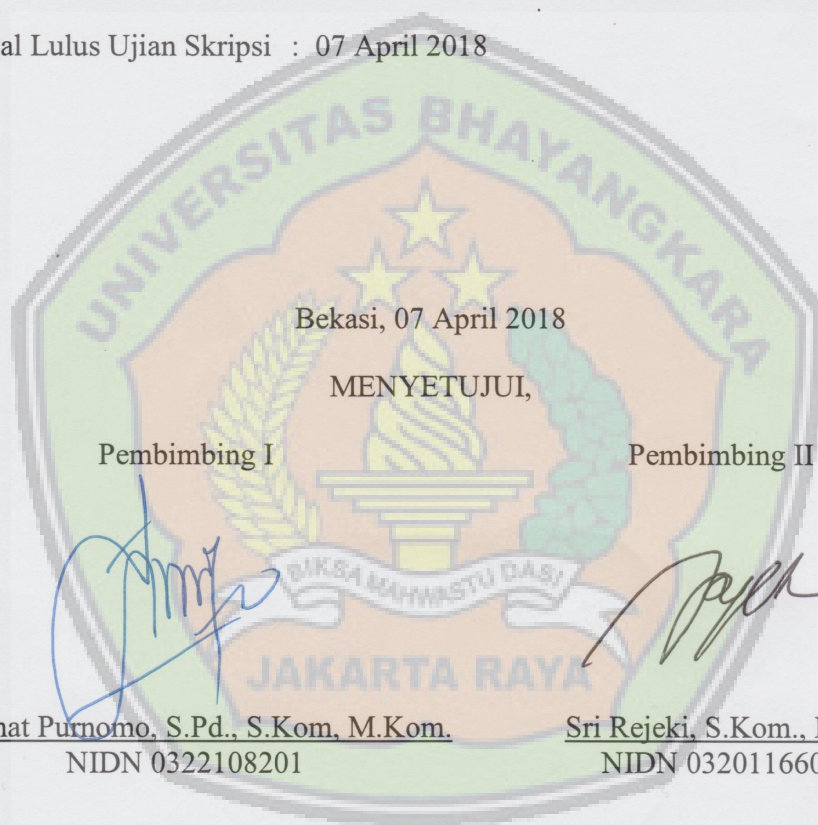 al Lulus Ujian Skripsi : 07 April 2018
UNIVERSITAS BHAYANGKARA
Bekasi, 07 April 2018
MENYETUJUI,
Pembimbing I Pembimbing II
BIKSA MAHWASTU DASI
JAKARTA RAYA
nat Purnomo, S.Pd., S.Kom, M.Kom. Sri Rejeki, S.Kom.,
NIDN 0322108201 NIDN 032011660